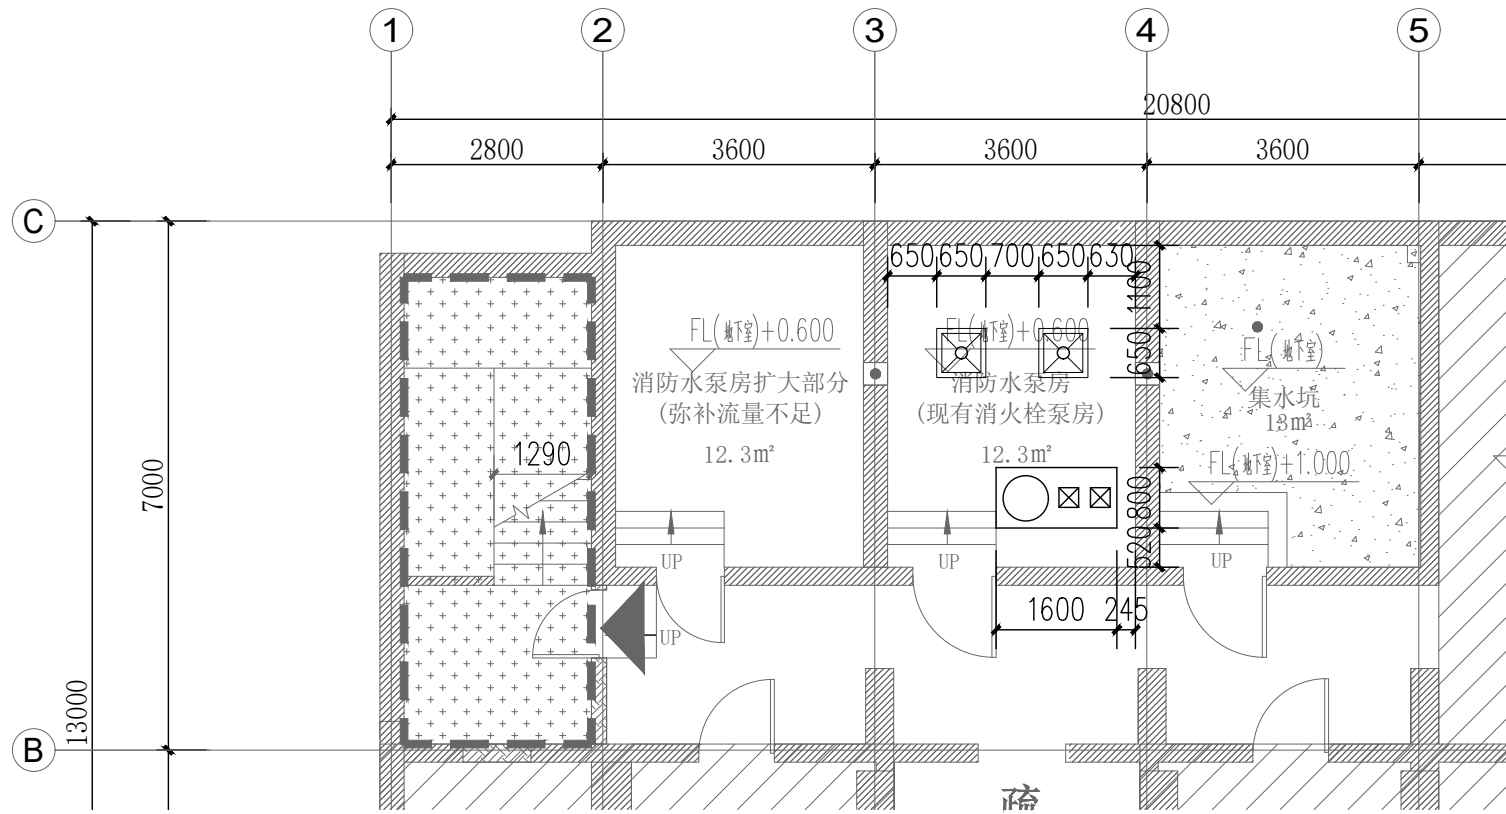 1 2 3 4 5
20800
2800 3600 3600 3600
C
650 650 700 650 630
1100
FL(地下室)+0.600
FL(地下室)+0.600
650
FL(地下室)
消防水泵房扩大部分
(弥补流量不足)
12.3m²
消防水泵房
(现有消火栓泵房)
12.3m²
集水坑
13m²
FL(地下室)+1.000
1290
7000
800
520
UP
UP
UP
1600 245
UP
13000
B
疏